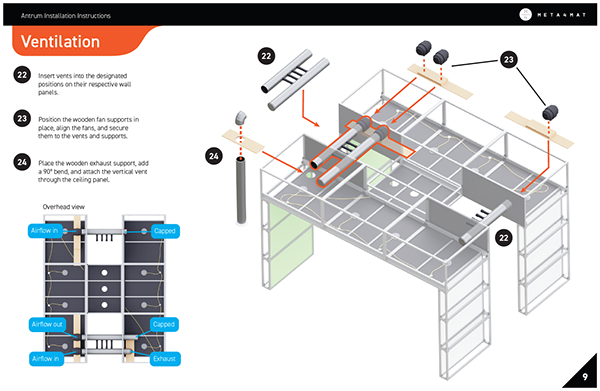 Antrum Installation Instructions
META4MAT
Ventilation
22
Insert vents into the designated
positions on their respective wall
panels.
23
Position the wooden fan supports in
place, align the fans, and secure
them to the vents and supports.
24
Place the wooden exhaust support, add
a 90° bend, and attach the vertical vent
through the ceiling panel.
22
23
24
22
Overhead view
Airflow in
Capped
Airflow out
Capped
Airflow in
Exhaust
9